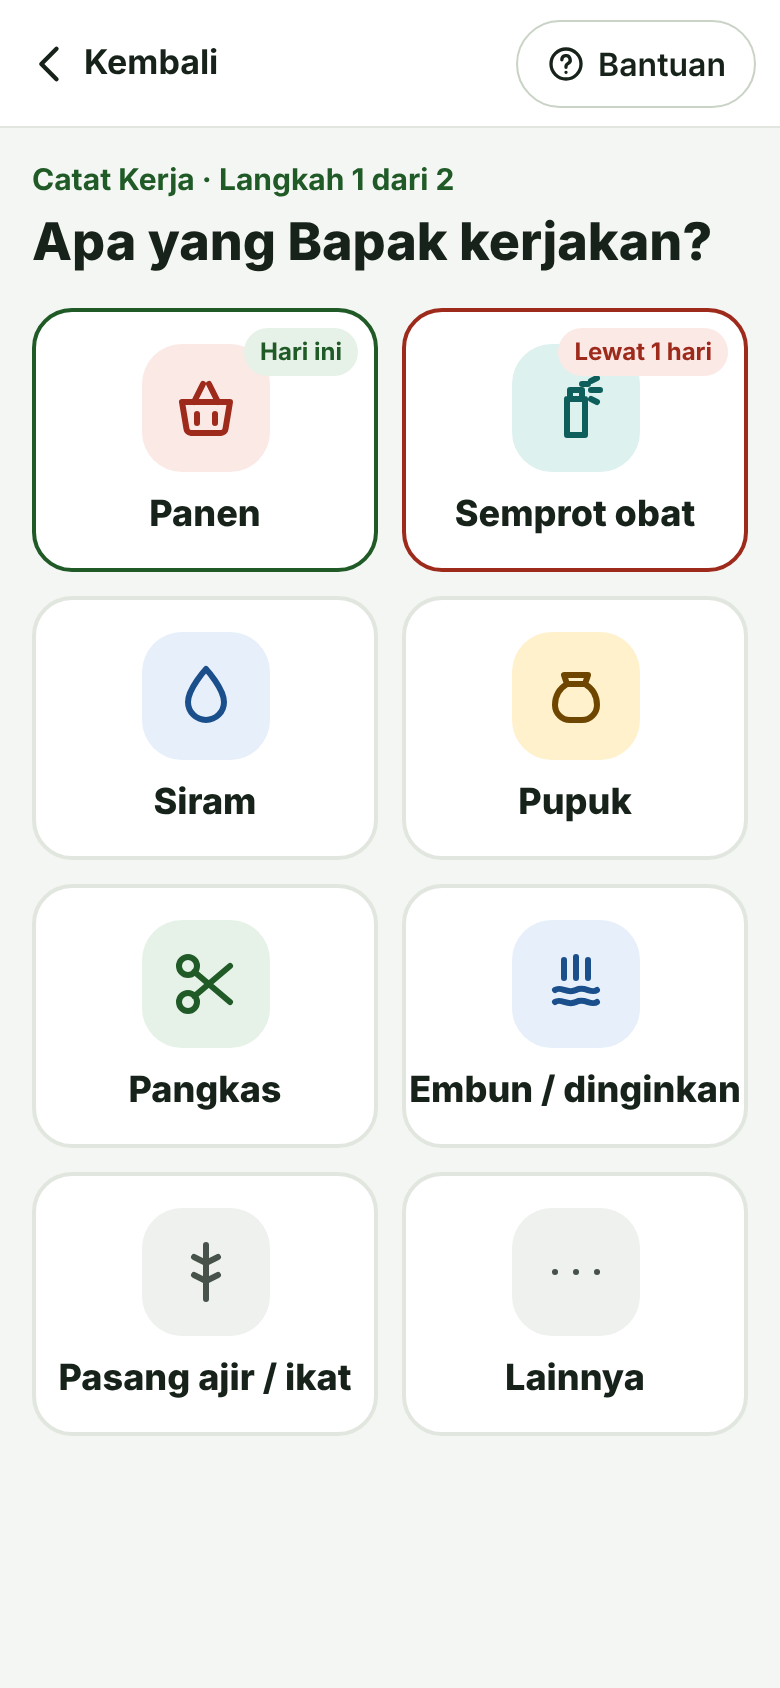 Kembali
Bantuan
Catat Kerja · Langkah 1 dari 2
Apa yang Bapak kerjakan?
Hari ini
Panen
Lewat 1 hari
Semprot obat
Siram
Pupuk
Pangkas
Embun / dinginkan
Pasang ajir / ikat
Lainnya